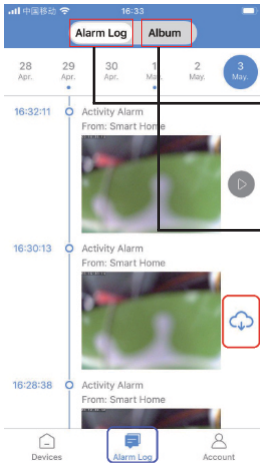 中国移动 16:33
Alarm Log Album
28 29 30 1 2 3
Apr. Apr. Apr. May. May. May.
16:32:11 Activity Alarm
From: Smart Home
16:30:13 Activity Alarm
From: Smart Home
16:28:38 Activity Alarm
From: Smart Home
Devices Alarm Log Account